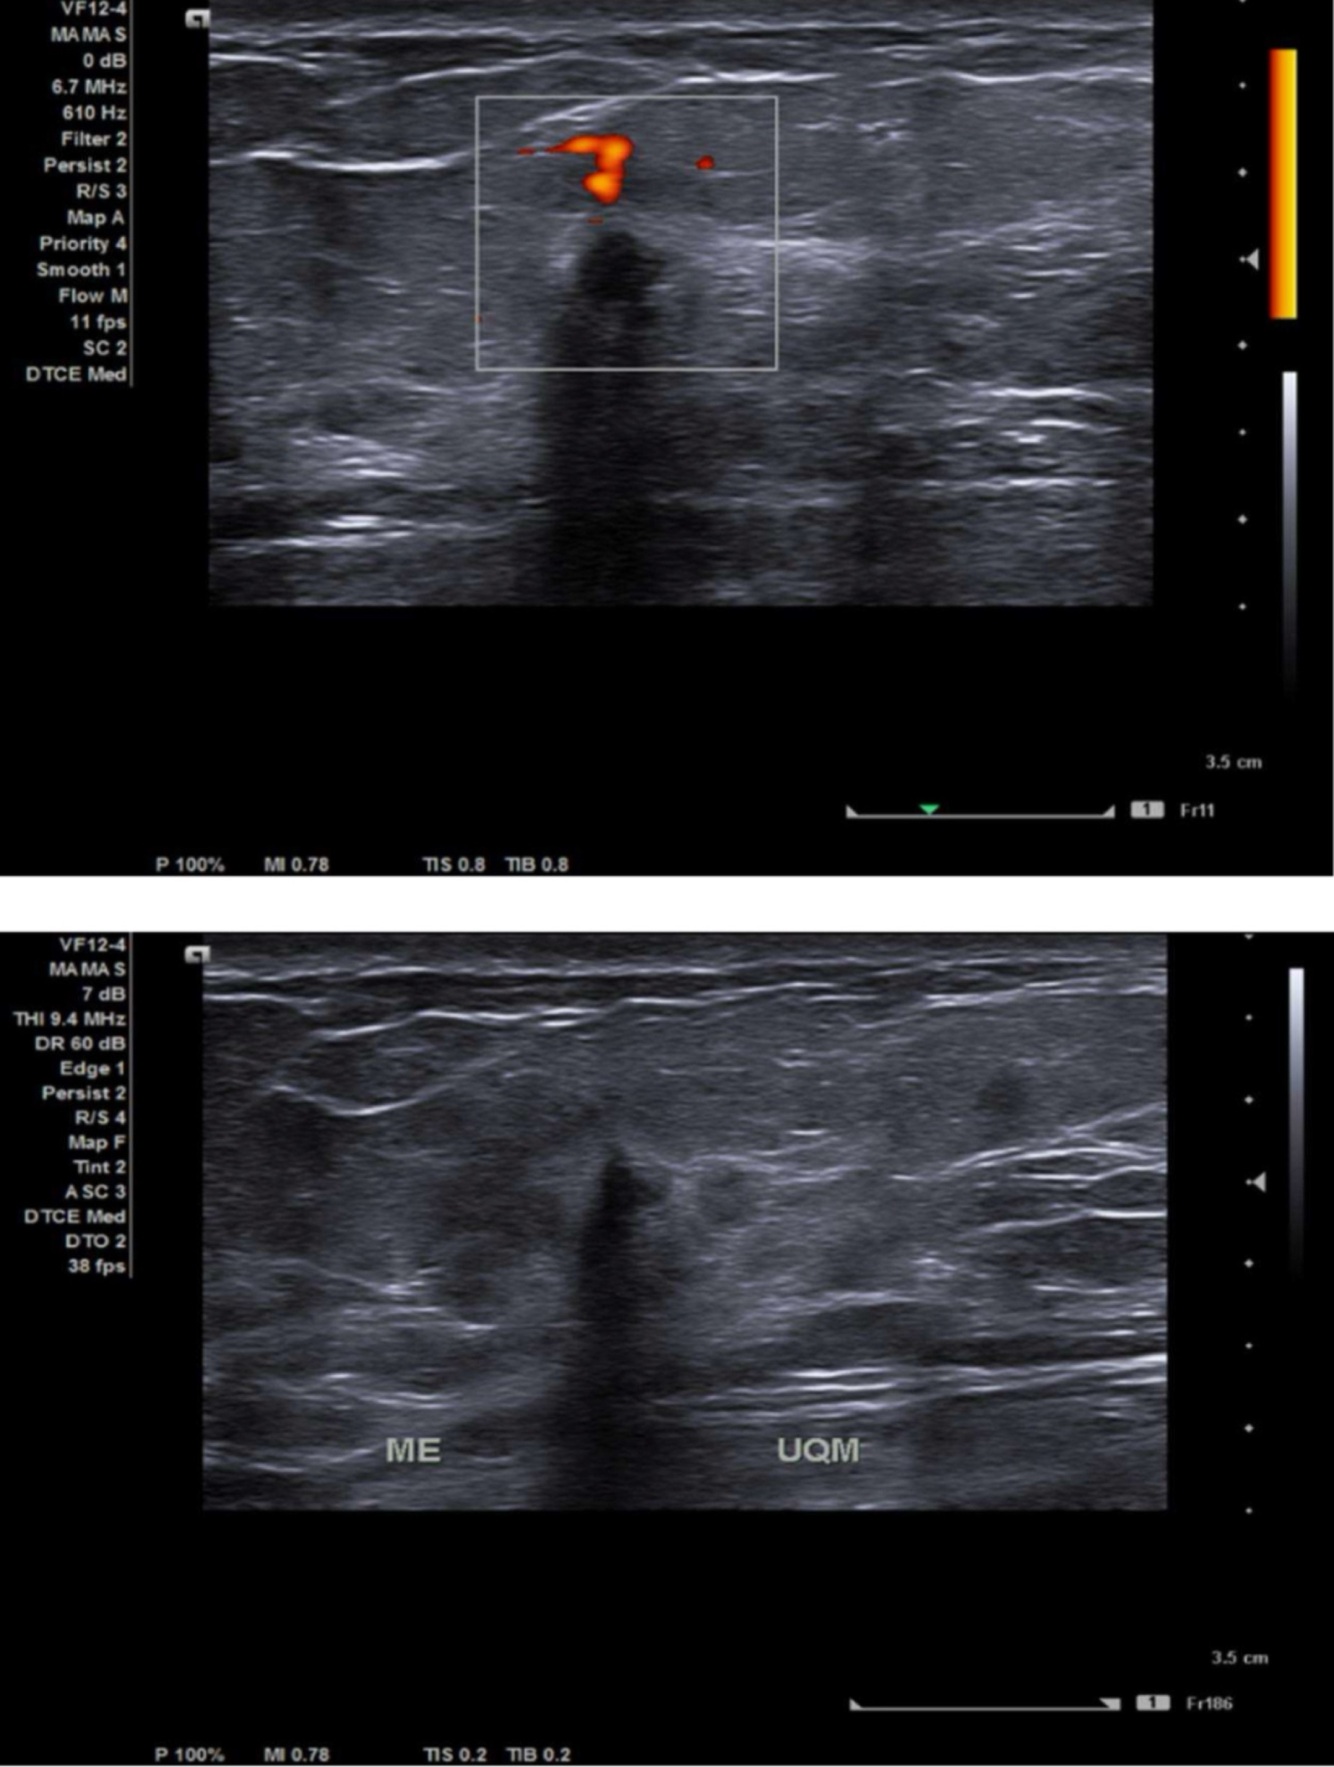 VF12-4
MAMA S
0 dB
6.7 MHz
610 Hz
Filter 2
Persist 2
R/S 3
Map A
Priority 4
Smooth 1
Flow M
11 fps
SC 2
DTCE Med
3.5 cm
1 Fr11
P 100% MI 0.78 TIS 0.8 TIB 0.8
VF12-4
MAMA S
7 dB
THI 9.4 MHz
DR 60 dB
Edge 1
Persist 2
R/S 4
Map F
Tint 2
ASC 3
DTCE Med
DTO 2
38 fps
ME UQM
3.5 cm
1 Fr186
P 100% MI 0.78 TIS 0.2 TIB 0.2